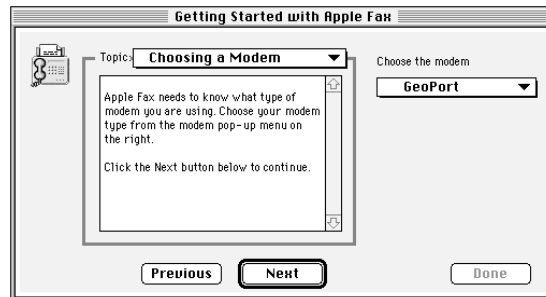 Getting Started with Apple Fax
Topic: Choosing a Modem
Apple Fax needs to know what type of
modem you are using. Choose your modem
type from the modem pop-up menu on
the right.
Click the Next button below to continue.
Choose the modem
GeoPort
Previous Next Done